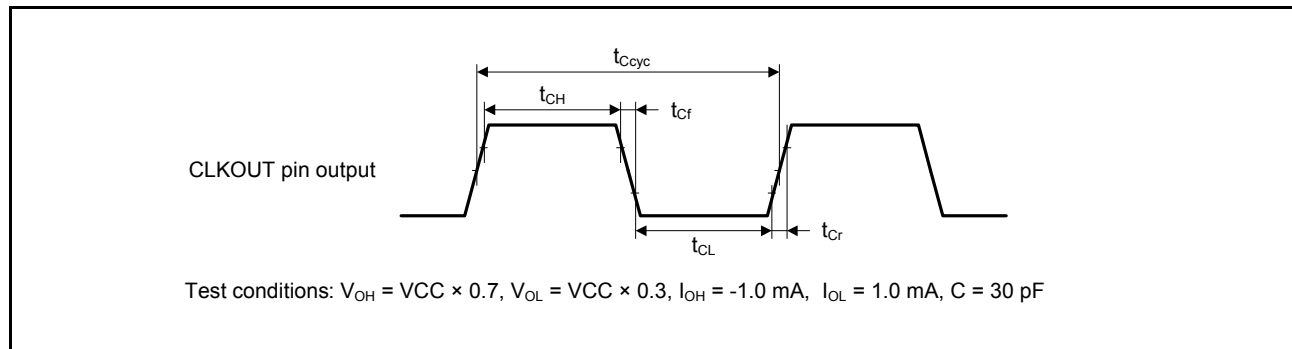 tCcyc
tCH
tCf
CLKOUT pin output
tCL
tCr
Test conditions: VOH = VCC × 0.7, VOL = VCC × 0.3, IOH = -1.0 mA, IOL = 1.0 mA, C = 30 pF